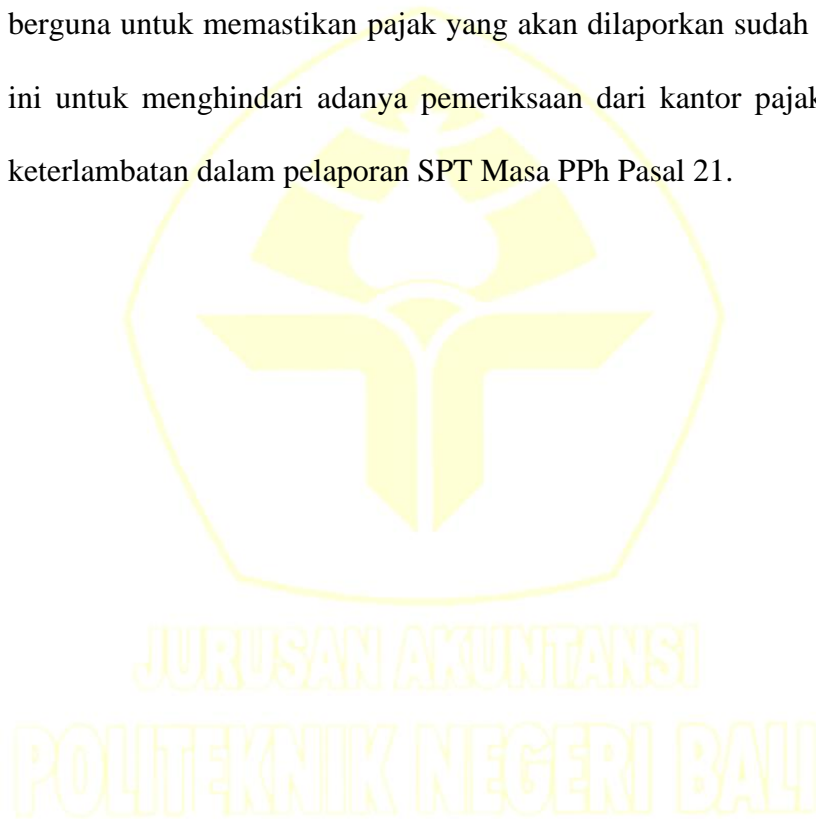 berguna untuk memastikan pajak yang akan dilaporkan sudah
ini untuk menghindari adanya pemeriksaan dari kantor pajak
keterlambatan dalam pelaporan SPT Masa PPh Pasal 21.
JURUSAN AKUNTANSI
POLITEKNIK NEGERI BALI